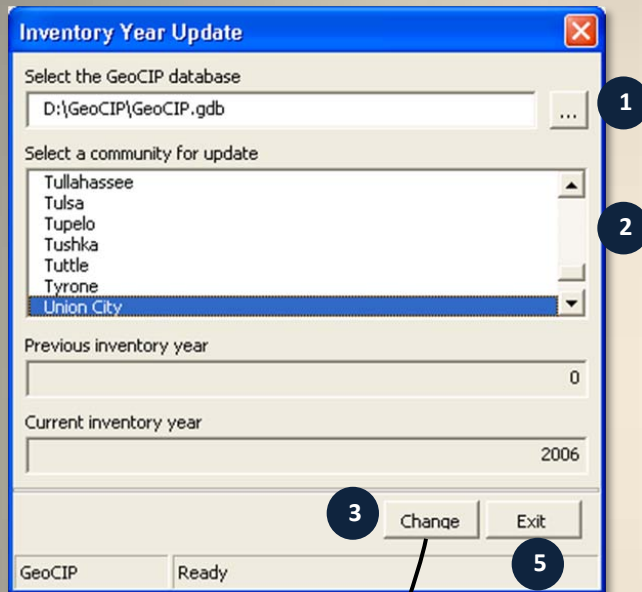 Inventory Year Update
Select the GeoCIP database
D:\GeoCIP\GeoCIP.gdb ... 1
Select a community for update
Tullahassee
Tulsa
Tupelo 2
Tushka
Tuttle
Tyrone
Union City
Previous inventory year
0
Current inventory year
2006
3 Change Exit
5
GeoCIP Ready